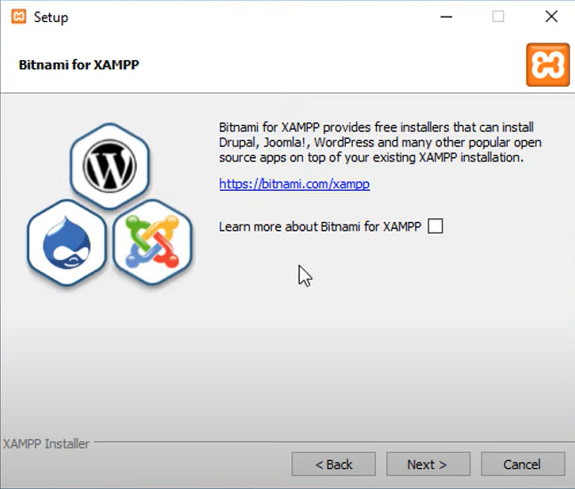 Setup
Bitnami for XAMPP
Bitnami for XAMPP provides free installers that can install
Drupal, Joomla!, WordPress and many other popular open
source apps on top of your existing XAMPP installation.
https://bitnami.com/xampp
Learn more about Bitnami for XAMPP
XAMPP Installer
< Back
Next >
Cancel